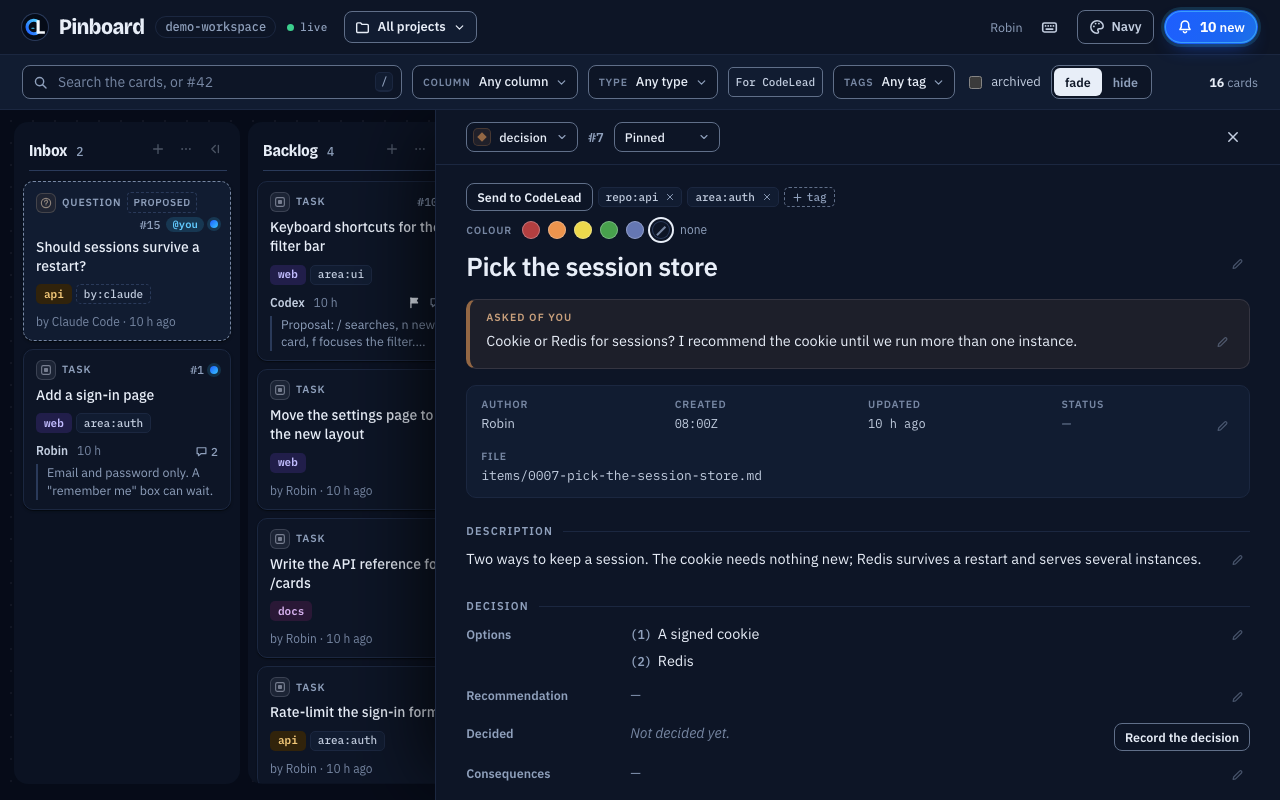 Pinboard demo-workspace live All projects Robin Navy 10 new
Search the cards, or #42 / COLUMN Any column TYPE Any type For CodeLead TAGS Any tag archived fade hide 16 cards
Inbox 2
QUESTION PROPOSED
#15 @you
Should sessions survive a
restart?
api by:claude
by Claude Code · 10 h ago
TASK #1
Add a sign-in page
web area:auth
Robin 10 h 2
Email and password only. A
"remember me" box can wait.
Backlog 4
TASK
Keyboard shortcuts for the
filter bar
web area:ui
Codex 10 h
Proposal: / searches, n new
card, f focuses the filter....
TASK
Move the settings page to
the new layout
web
by Robin · 10 h ago
TASK
Write the API reference for
/cards
docs
by Robin · 10 h ago
TASK
Rate-limit the sign-in form
api area:auth
by Robin · 10 h ago
decision #7 Pinned
Send to CodeLead repo:api × area:auth × + tag
COLOUR none
Pick the session store
ASKED OF YOU
Cookie or Redis for sessions? I recommend the cookie until we run more than one instance.
AUTHOR CREATED UPDATED STATUS
Robin 08:00Z 10 h ago —
FILE
items/0007-pick-the-session-store.md
DESCRIPTION
Two ways to keep a session. The cookie needs nothing new; Redis survives a restart and serves several instances.
DECISION
Options (1) A signed cookie
(2) Redis
Recommendation —
Decided Not decided yet. Record the decision
Consequences —